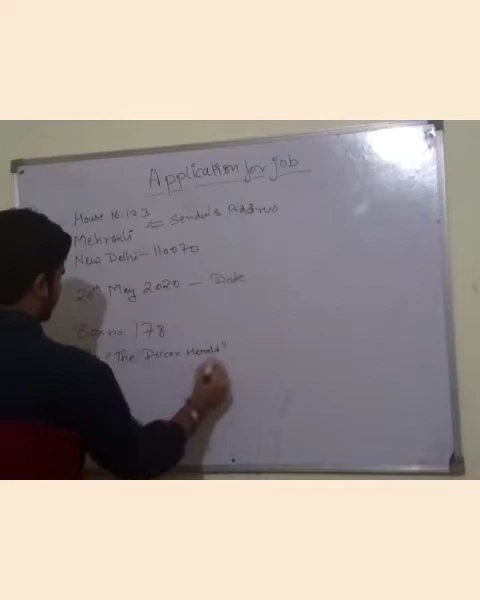 Application for job
House No. 123
⇐ Sender's Address
Mehrauli
New Delhi - 110070
20th May 2020 - Date
Box no. 178
"The Deccan Herald"